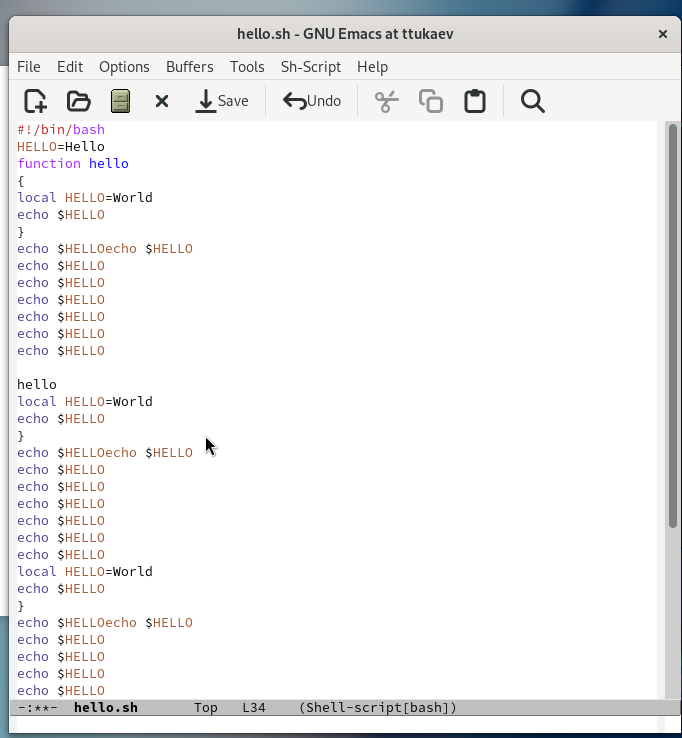 hello.sh - GNU Emacs at ttukaev
File Edit Options Buffers Tools Sh-Script Help
Save Undo
#!/bin/bash
HELLO=Hello
function hello
{
local HELLO=World
echo $HELLO
}
echo $HELLOecho $HELLO
echo $HELLO
echo $HELLO
echo $HELLO
echo $HELLO
echo $HELLO
echo $HELLO
hello
local HELLO=World
echo $HELLO
}
echo $HELLOecho $HELLO
echo $HELLO
echo $HELLO
echo $HELLO
echo $HELLO
echo $HELLO
echo $HELLO
local HELLO=World
echo $HELLO
}
echo $HELLOecho $HELLO
echo $HELLO
echo $HELLO
echo $HELLO
echo $HELLO
-:**- hello.sh Top L34 (Shell-script[bash])